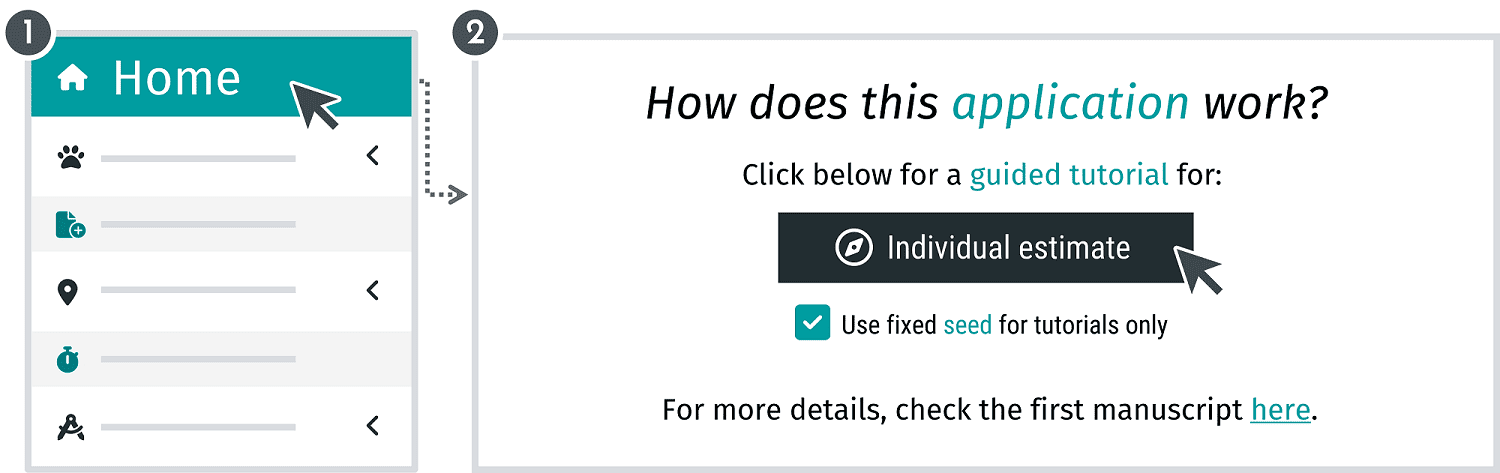 1
Home
2
How does this application work?
Click below for a guided tutorial for:
Individual estimate
Use fixed seed for tutorials only
For more details, check the first manuscript here.